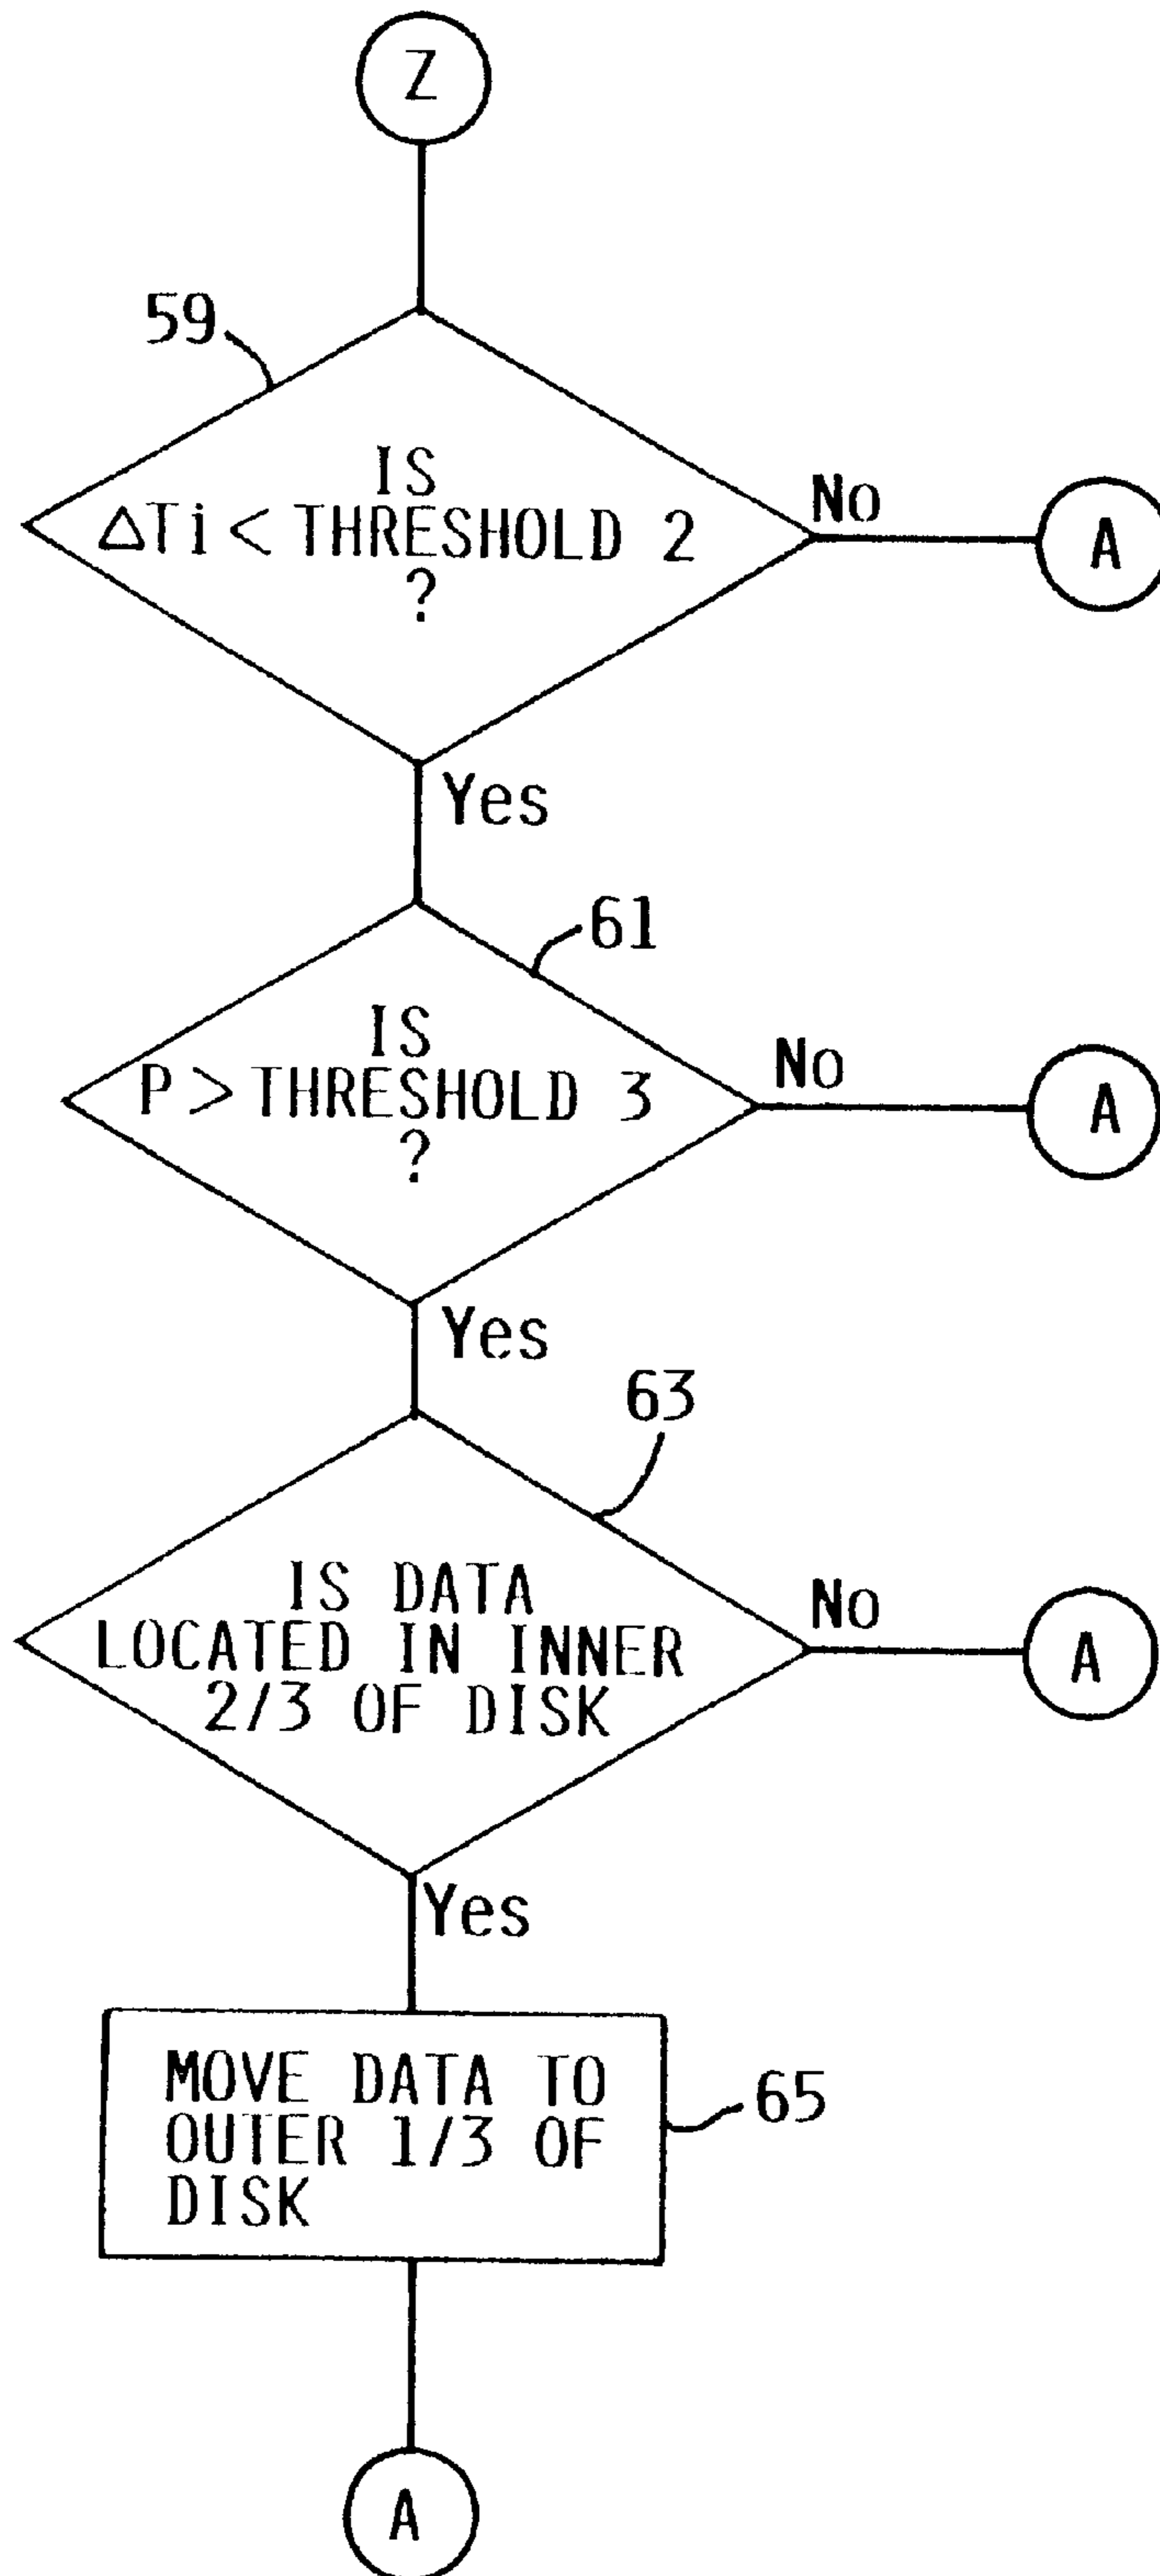 Z
59
IS
△Ti < THRESHOLD 2
?
No
A
Yes
61
IS
P > THRESHOLD 3
?
No
A
Yes
63
IS DATA
LOCATED IN INNER
2/3 OF DISK
No
A
Yes
MOVE DATA TO
OUTER 1/3 OF
DISK
65
A